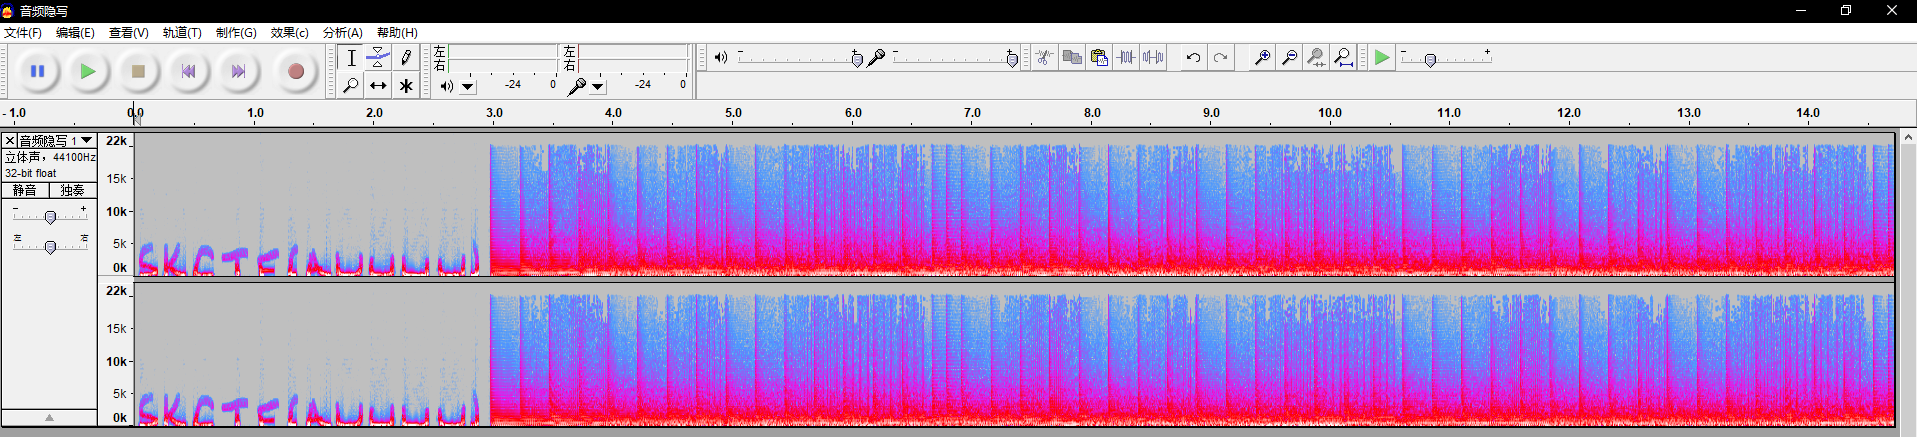 音频隐写
文件(F) 编辑(E) 查看(V) 轨道(T) 制作(G) 效果(c) 分析(A) 帮助(H)
左 右 -24 0 左 右 -24 0 - + - + - +
- 1.0 0.0 1.0 2.0 3.0 4.0 5.0 6.0 7.0 8.0 9.0 10.0 11.0 12.0 13.0 14.0
音频隐写 1
立体声，44100Hz
32-bit float
静音 独奏
- +
左 右
22k
15k
10k
5k
0k
22k
15k
10k
5k
0k